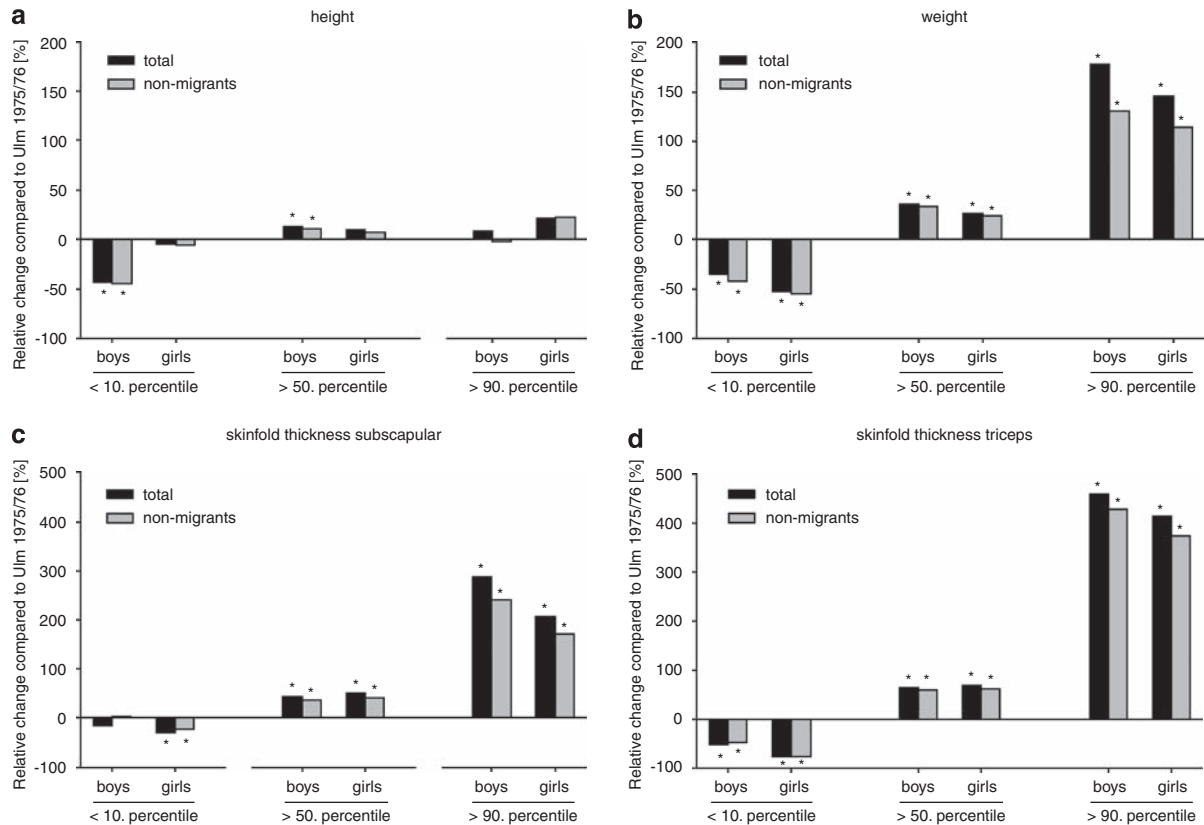 a
height
Relative change compared to Ulm 1975/76 [%]
200
150
100
50
0
-50
-100
total
non-migrants
* *
* *
boys girls boys girls boys girls
< 10. percentile > 50. percentile > 90. percentile
b
weight
Relative change compared to Ulm 1975/76 [%]
200
150
100
50
0
-50
-100
total
non-migrants
* * * *
* * * *
* * * *
boys girls boys girls boys girls
< 10. percentile > 50. percentile > 90. percentile
c
skinfold thickness subscapular
Relative change compared to Ulm 1975/76 [%]
500
400
300
200
100
0
-100
total
non-migrants
* * * *
* * * *
* *
boys girls boys girls boys girls
< 10. percentile > 50. percentile > 90. percentile
d
skinfold thickness triceps
Relative change compared to Ulm 1975/76 [%]
500
400
300
200
100
0
-100
total
non-migrants
* * * *
* * * *
* * * *
boys girls boys girls boys girls
< 10. percentile > 50. percentile > 90. percentile